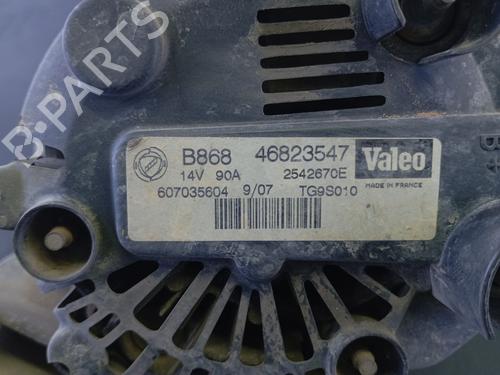 B-PARTS
B868 46823547 Valeo
14V 90A 2542670E
MADE IN FRANCE
607035604 9/07 TG9S010